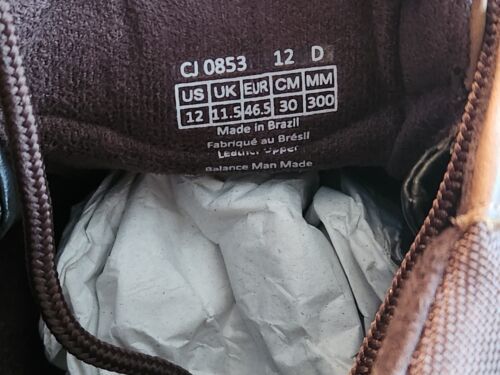 CJ 0853 12 D
US UK EUR CM MM
12 11.5 46.5 30 300
Made in Brazil
Fabriqué au Brésil
Leather Upper
Balance Man Made